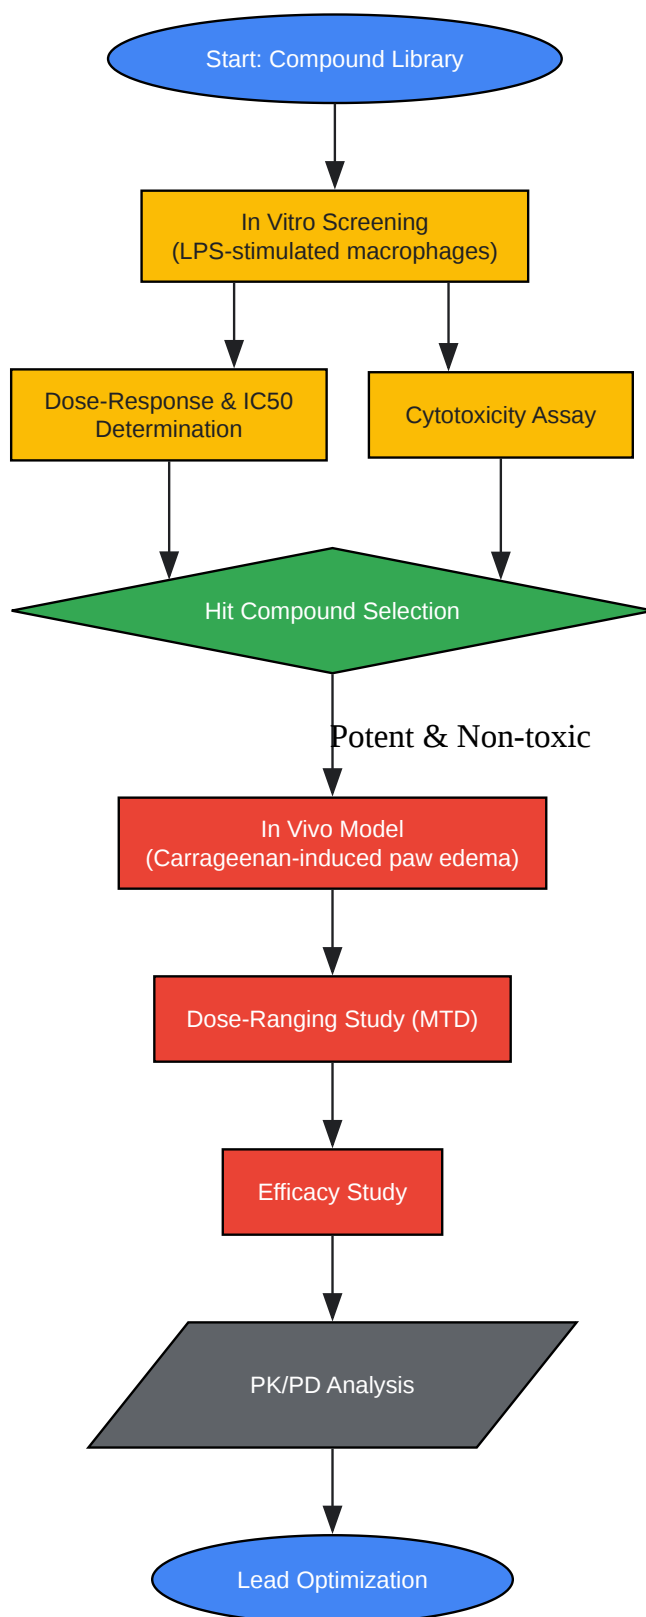 Start: Compound Library
In Vitro Screening
(LPS-stimulated macrophages)
Dose-Response & IC50
Determination
Cytotoxicity Assay
Hit Compound Selection
Potent & Non-toxic
In Vivo Model
(Carrageenan-induced paw edema)
Dose-Ranging Study (MTD)
Efficacy Study
PK/PD Analysis
Lead Optimization